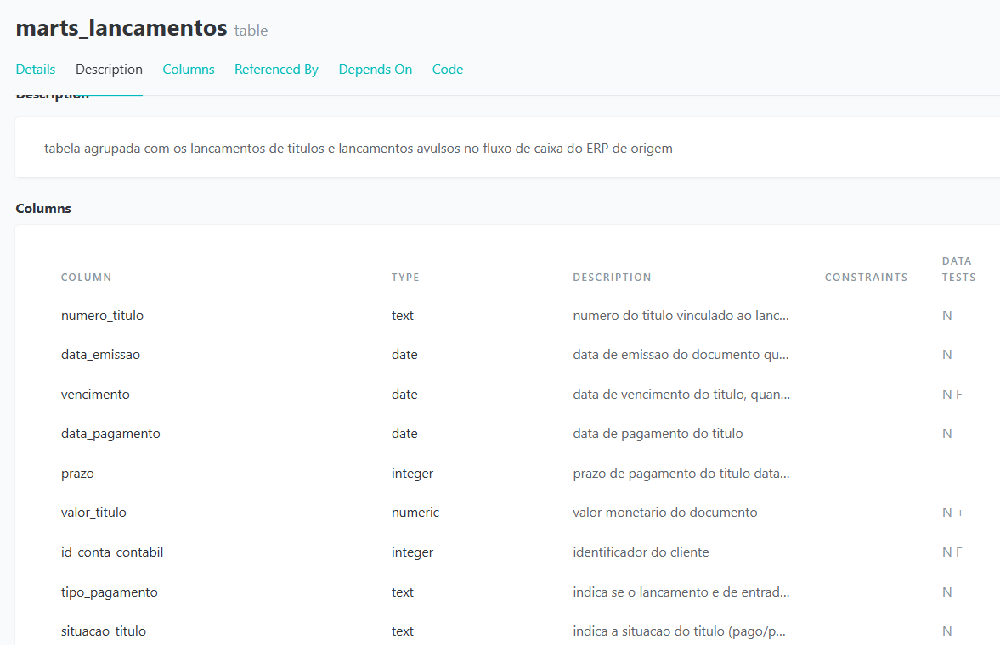 marts_lancamentos table
Details Description Columns Referenced By Depends On Code
Description
tabela agrupada com os lancamentos de titulos e lancamentos avulsos no fluxo de caixa do ERP de origem
Columns
COLUMN TYPE DESCRIPTION CONSTRAINTS DATA TESTS
numero_titulo text numero do titulo vinculado ao lanc... N
data_emissao date data de emissao do documento qu... N
vencimento date data de vencimento do titulo, quan... N F
data_pagamento date data de pagamento do titulo N
prazo integer prazo de pagamento do titulo data...
valor_titulo numeric valor monetario do documento N +
id_conta_contabil integer identificador do cliente N F
tipo_pagamento text indica se o lancamento e de entrad... N
situacao_titulo text indica a situacao do titulo (pago/p... N